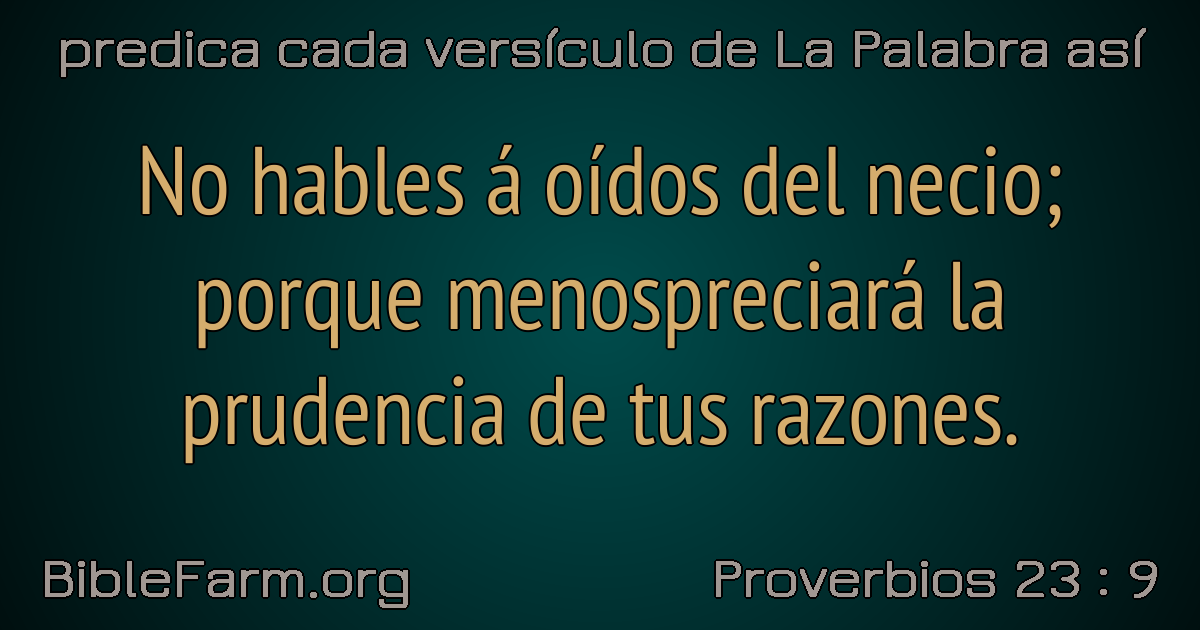 predica cada versículo de La Palabra así
No hables á oídos del necio;
porque menospreciará la
prudencia de tus razones.
BibleFarm.org
Proverbios 23 : 9